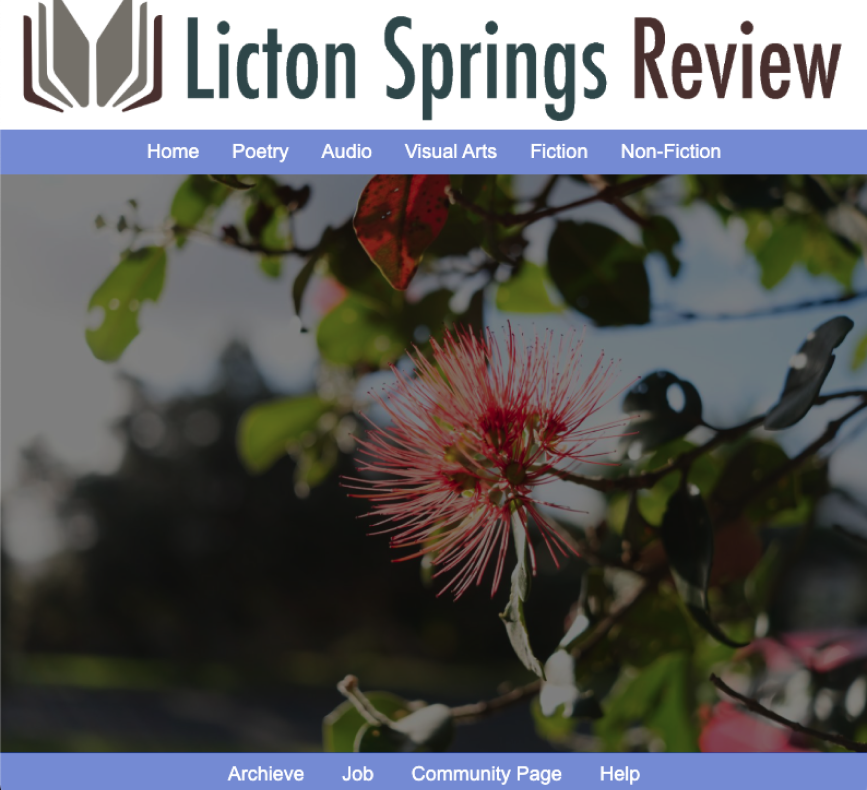 Licton Springs Review
Home Poetry Audio Visual Arts Fiction Non-Fiction
Archieve Job Community Page Help